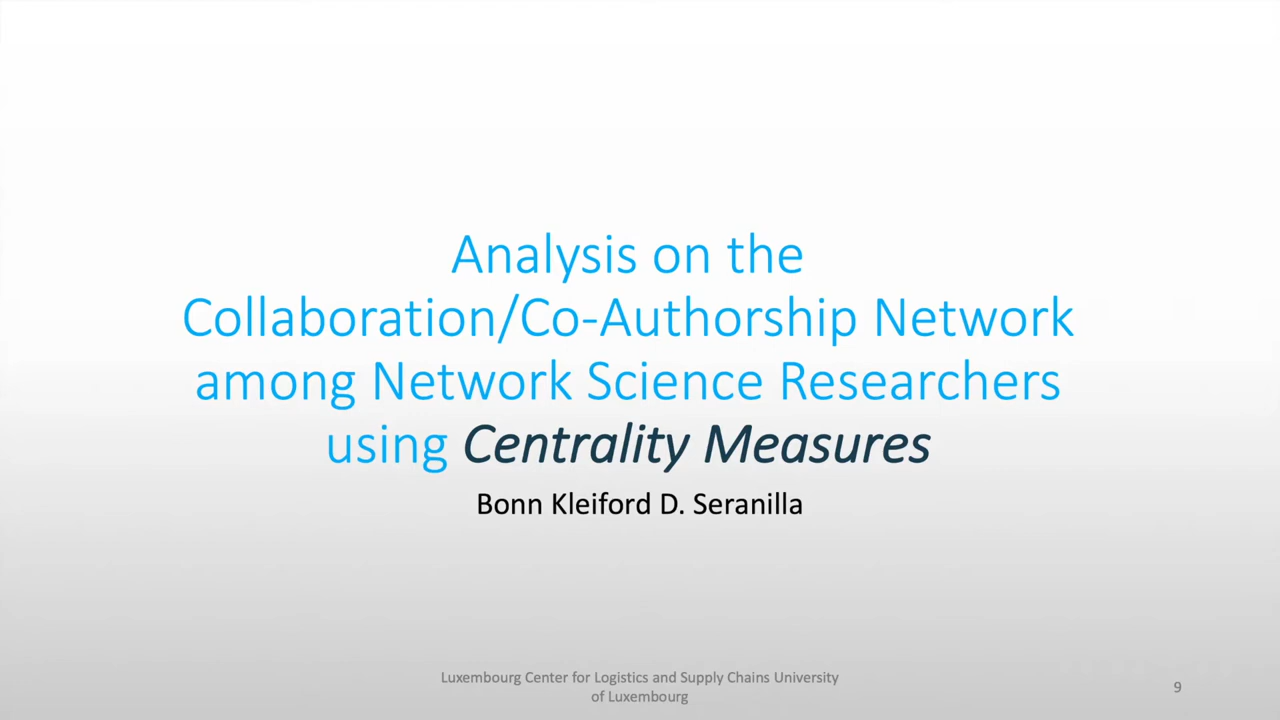 Analysis on the
Collaboration/Co-Authorship Network
among Network Science Researchers
using Centrality Measures
Bonn Kleiford D. Seranilla
Luxembourg Center for Logistics and Supply Chains University
of Luxembourg
9